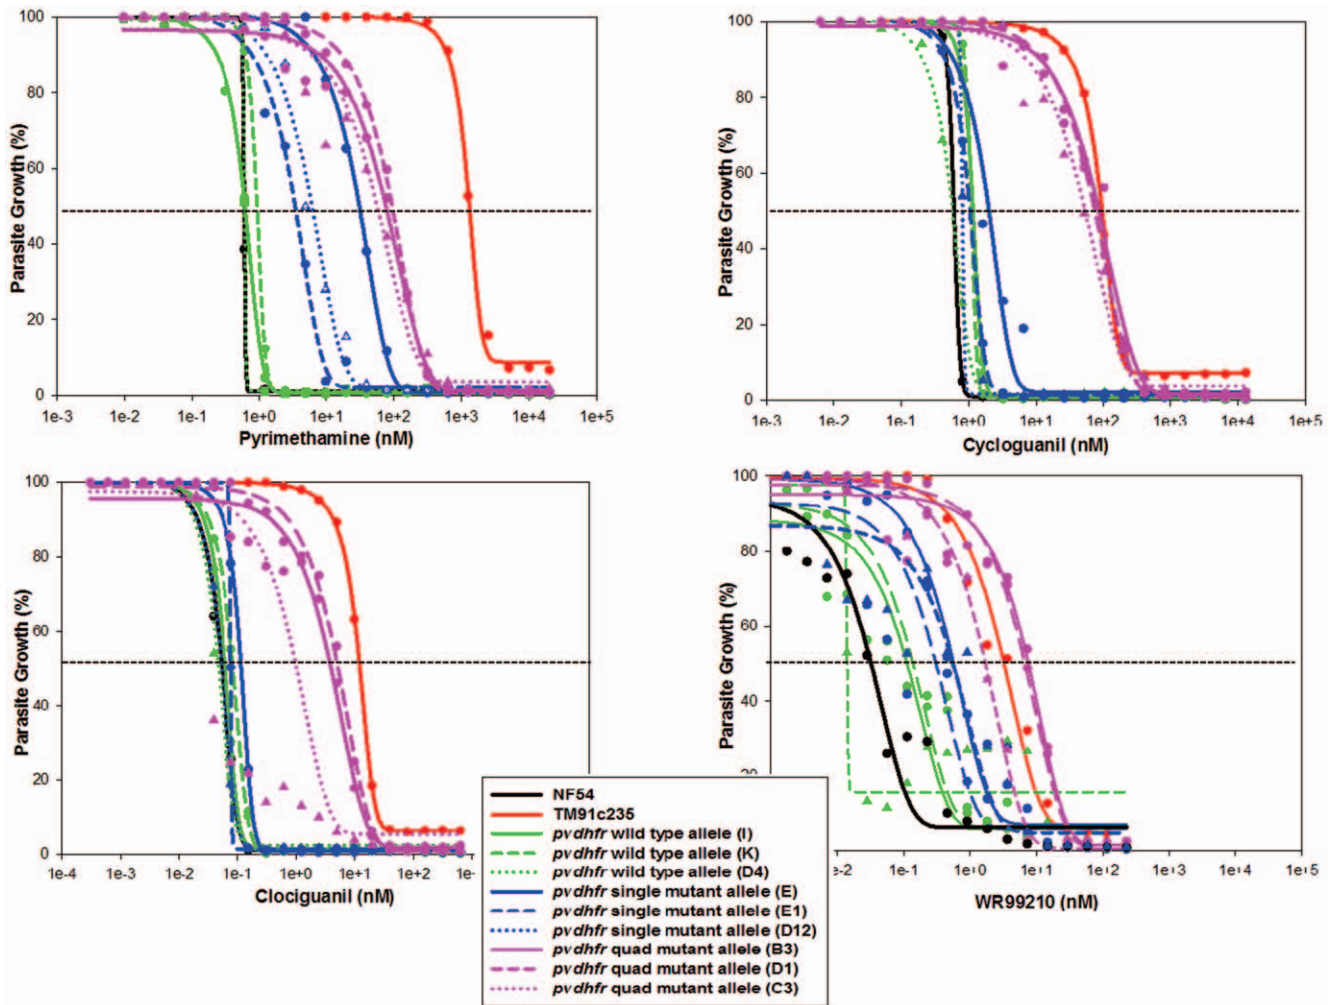 100
80
60
40
20
0
Parasite Growth (%)
1e-3 1e-2 1e-1 1e+0 1e+1 1e+2 1e+3 1e+4 1e+5
Pyrimethamine (nM)
100
80
60
40
20
0
Parasite Growth (%)
1e-3 1e-2 1e-1 1e+0 1e+1 1e+2 1e+3 1e+4 1e+5
Cycloguanil (nM)
100
80
60
40
20
0
Parasite Growth (%)
1e-4 1e-3 1e-2 1e-1 1e+0 1e+1 1e+2 1e-
Clociguanil (nM)
100
80
60
40
Parasite Growth (%)
e-2 1e-1 1e+0 1e+1 1e+2 1e+3 1e+4 1e+5
WR99210 (nM)
NF54
TM91c235
pvdhfr wild type allele (I)
pvdhfr wild type allele (K)
pvdhfr wild type allele (D4)
pvdhfr single mutant allele (E)
pvdhfr single mutant allele (E1)
pvdhfr single mutant allele (D12)
pvdhfr quad mutant allele (B3)
pvdhfr quad mutant allele (D1)
pvdhfr quad mutant allele (C3)